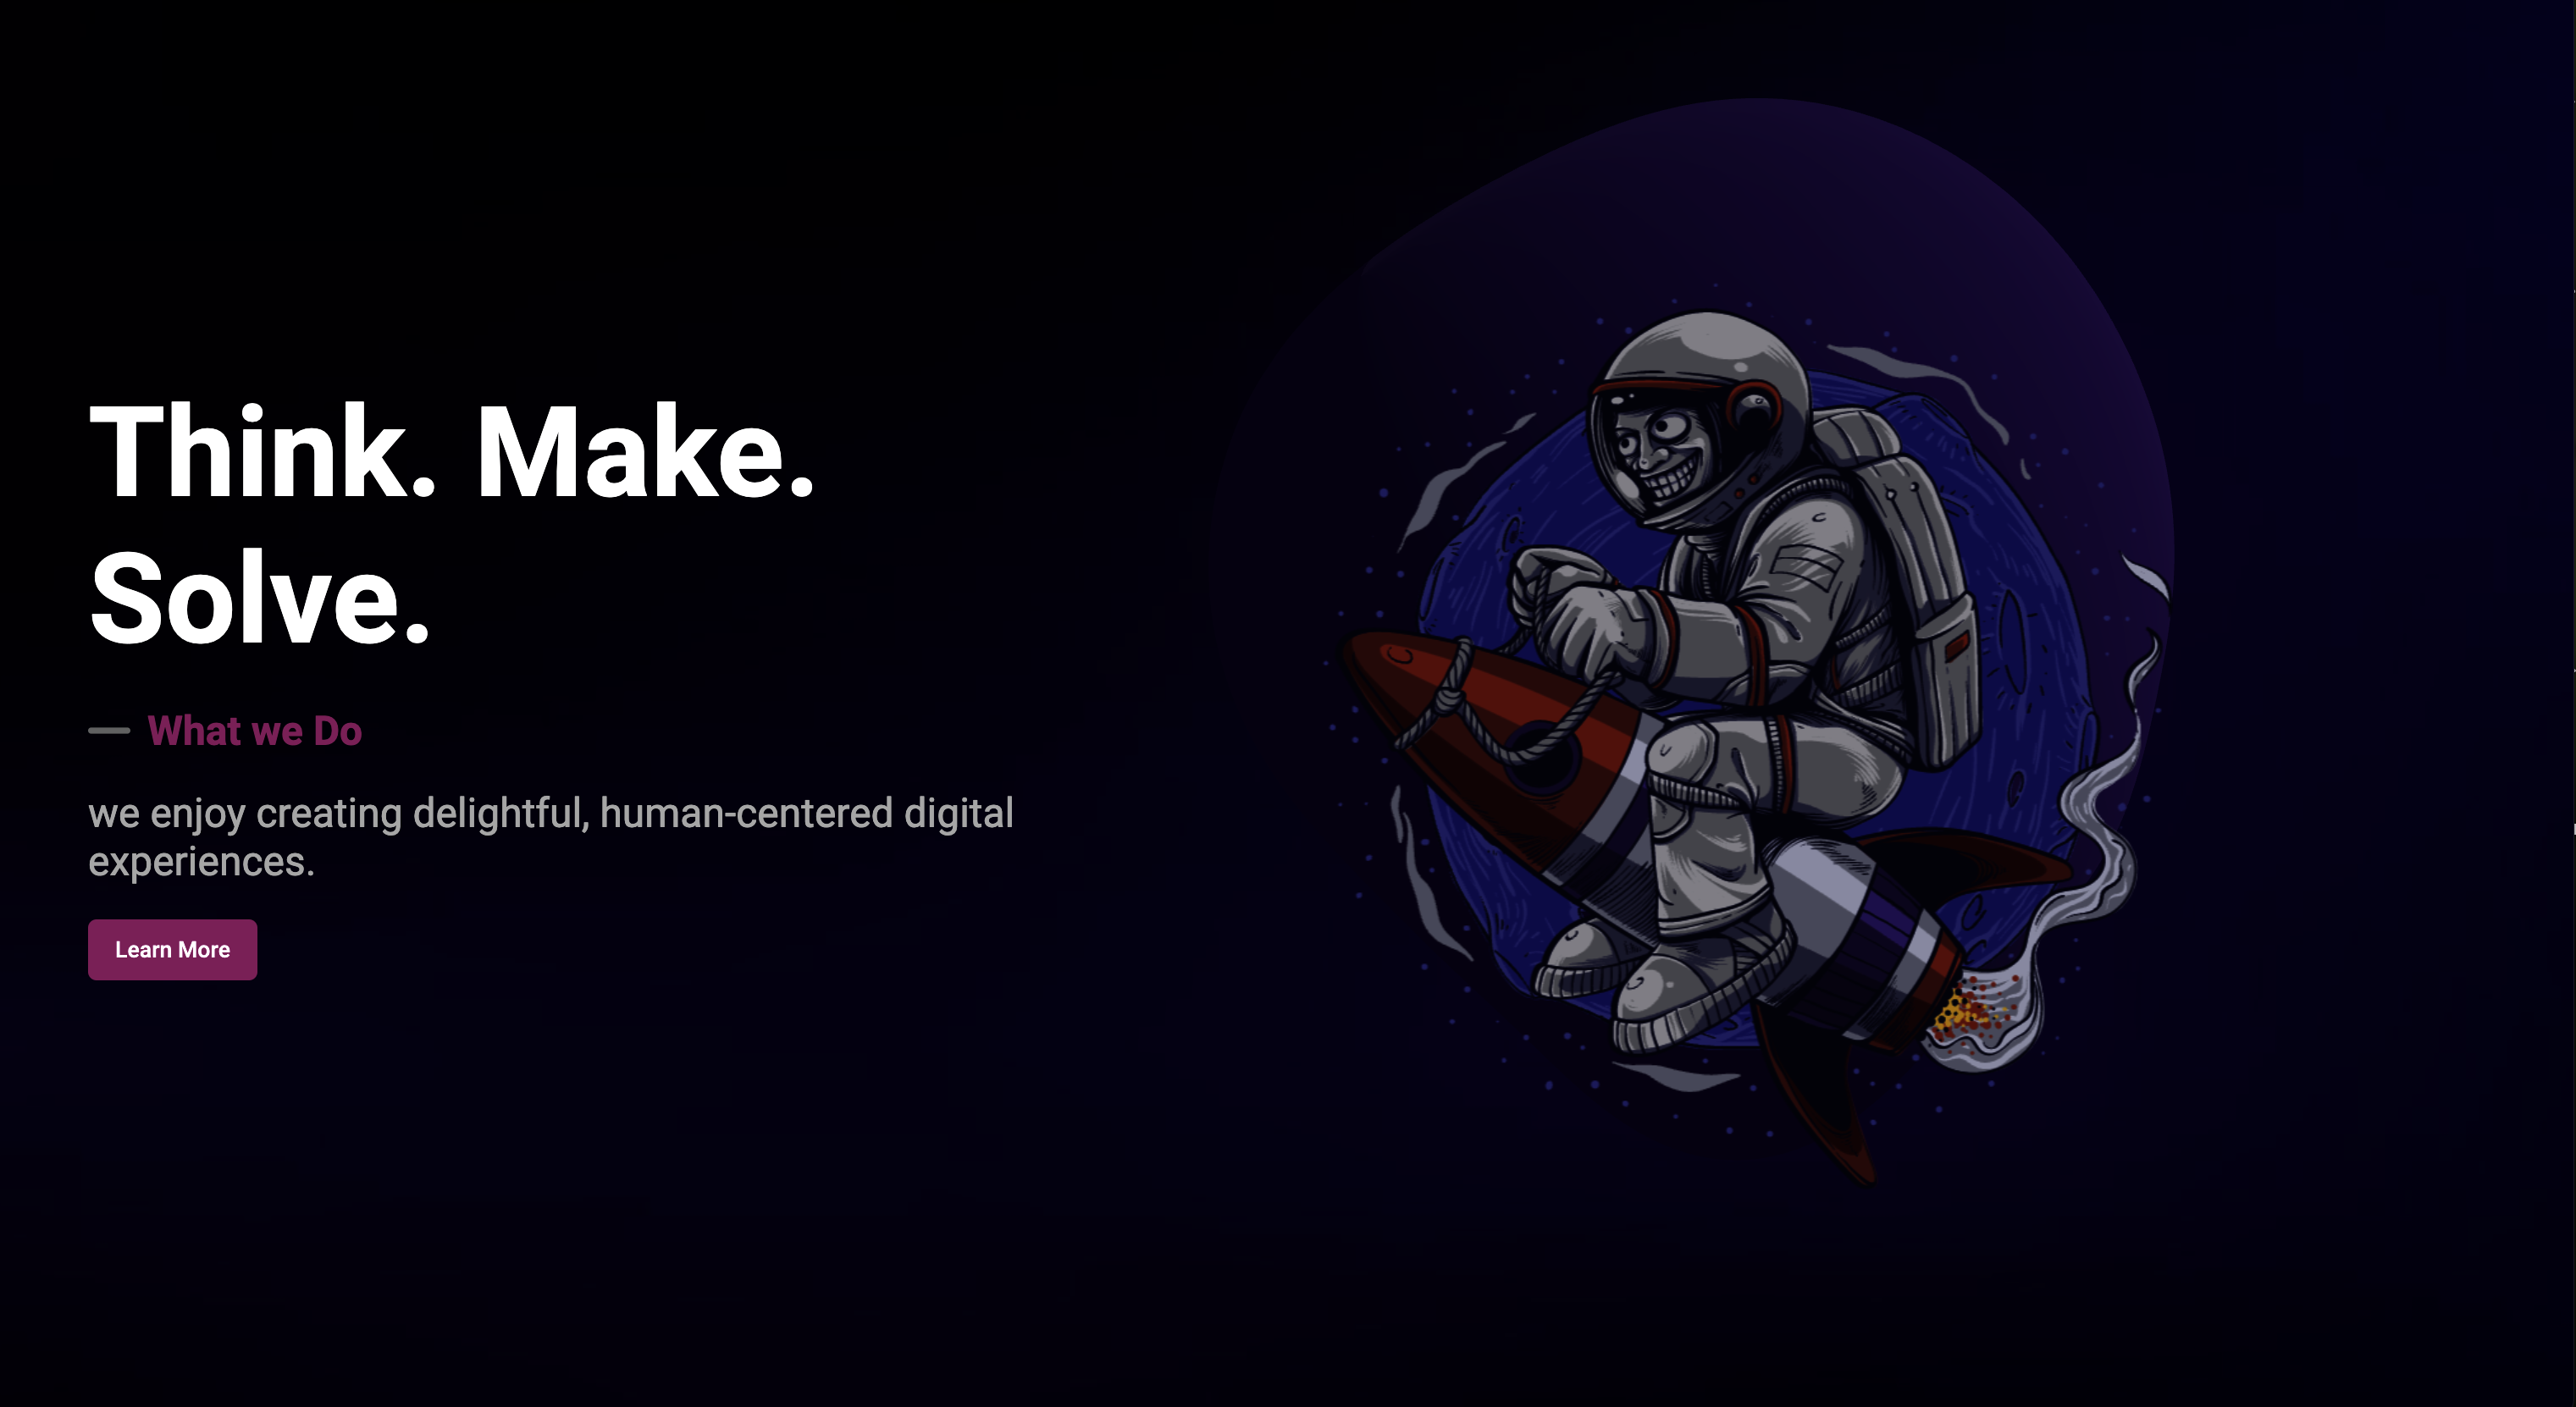 Think. Make.
Solve.
What we Do
we enjoy creating delightful, human-centered digital
experiences.
Learn More